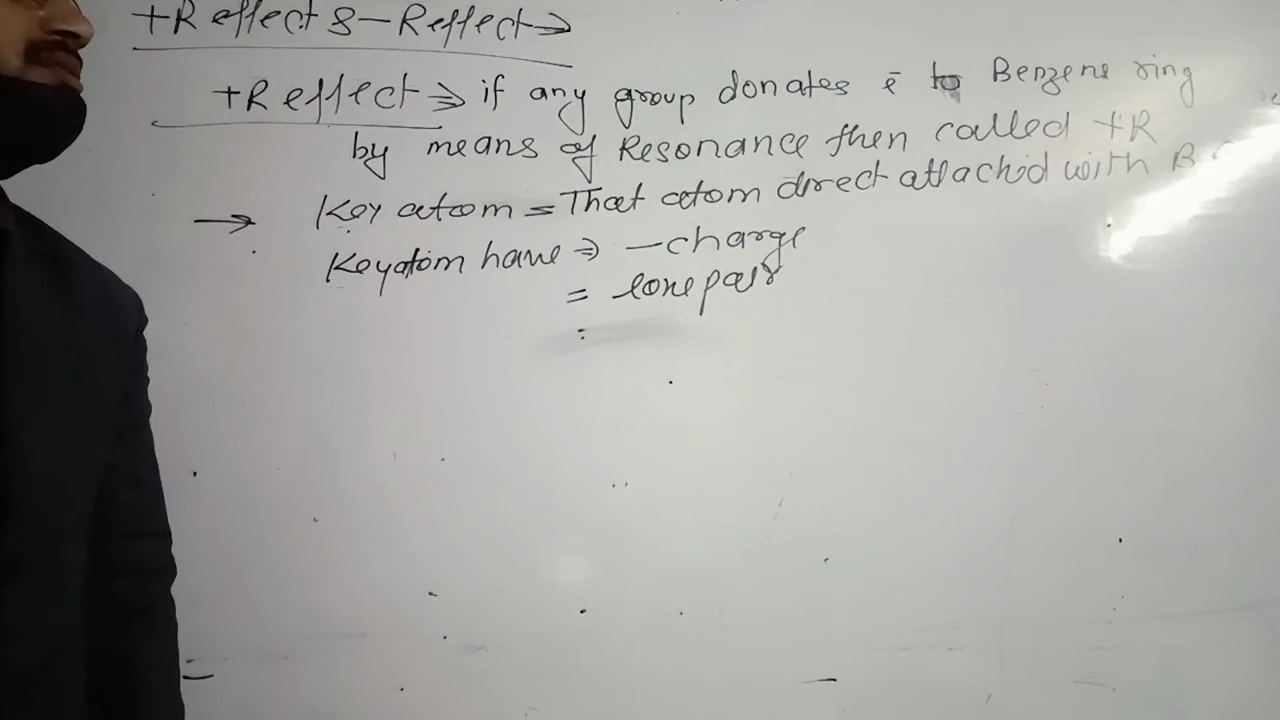 +R effect & -R effect →
+R effect ⇒ if any group donates ē to Benzene ring
by means of Resonance then called +R
→ Key atom = That atom direct attachid with B
Key atom have ⇒ - charge
= lone pair